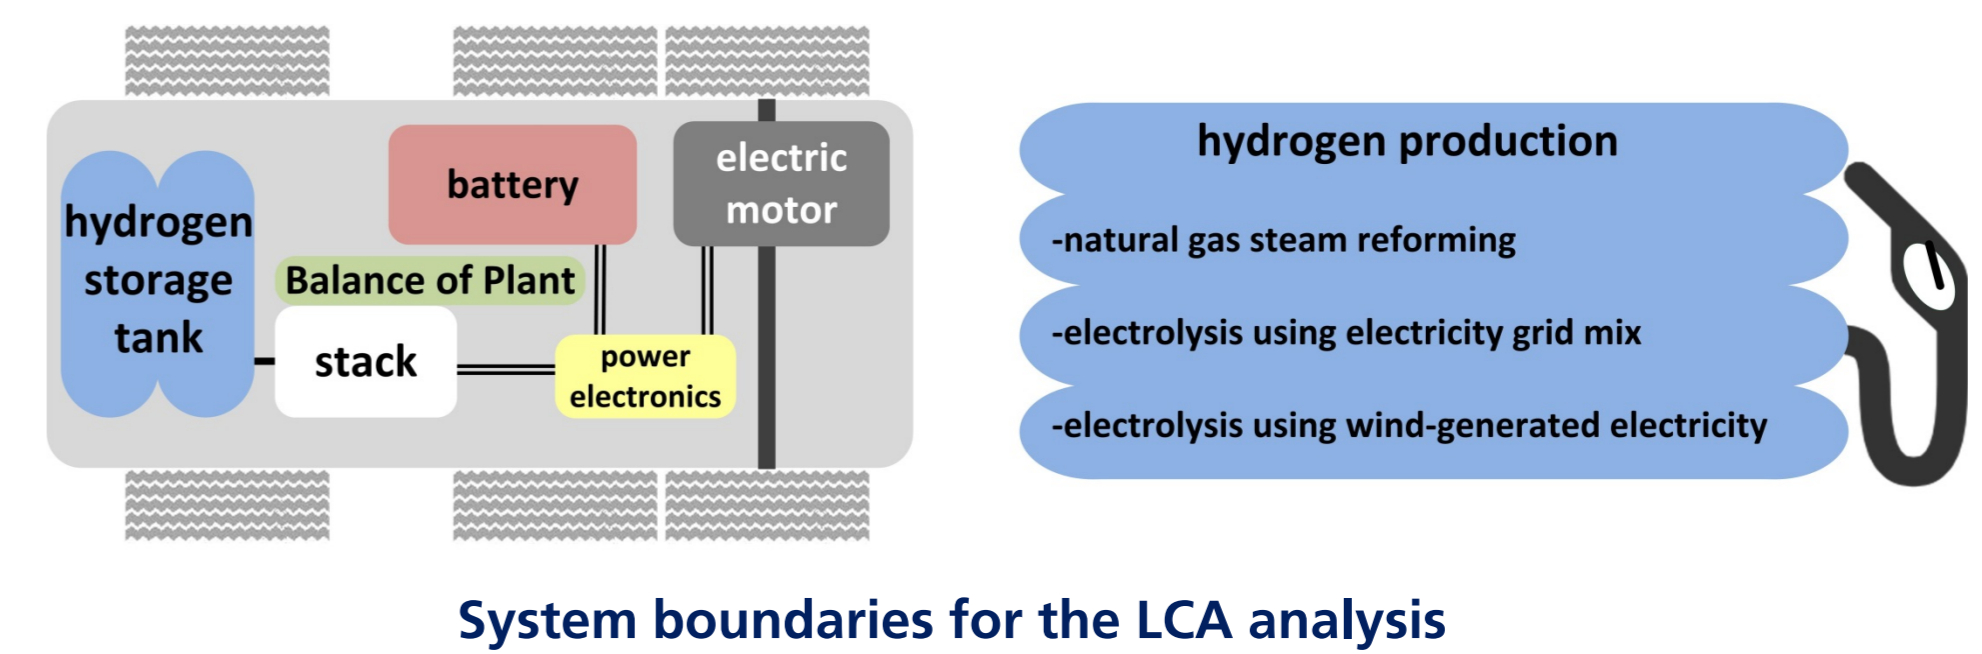 hydrogen
storage
tank
battery
electric
motor
Balance of Plant
stack
power
electronics
hydrogen production
-natural gas steam reforming
-electrolysis using electricity grid mix
-electrolysis using wind-generated electricity
System boundaries for the LCA analysis